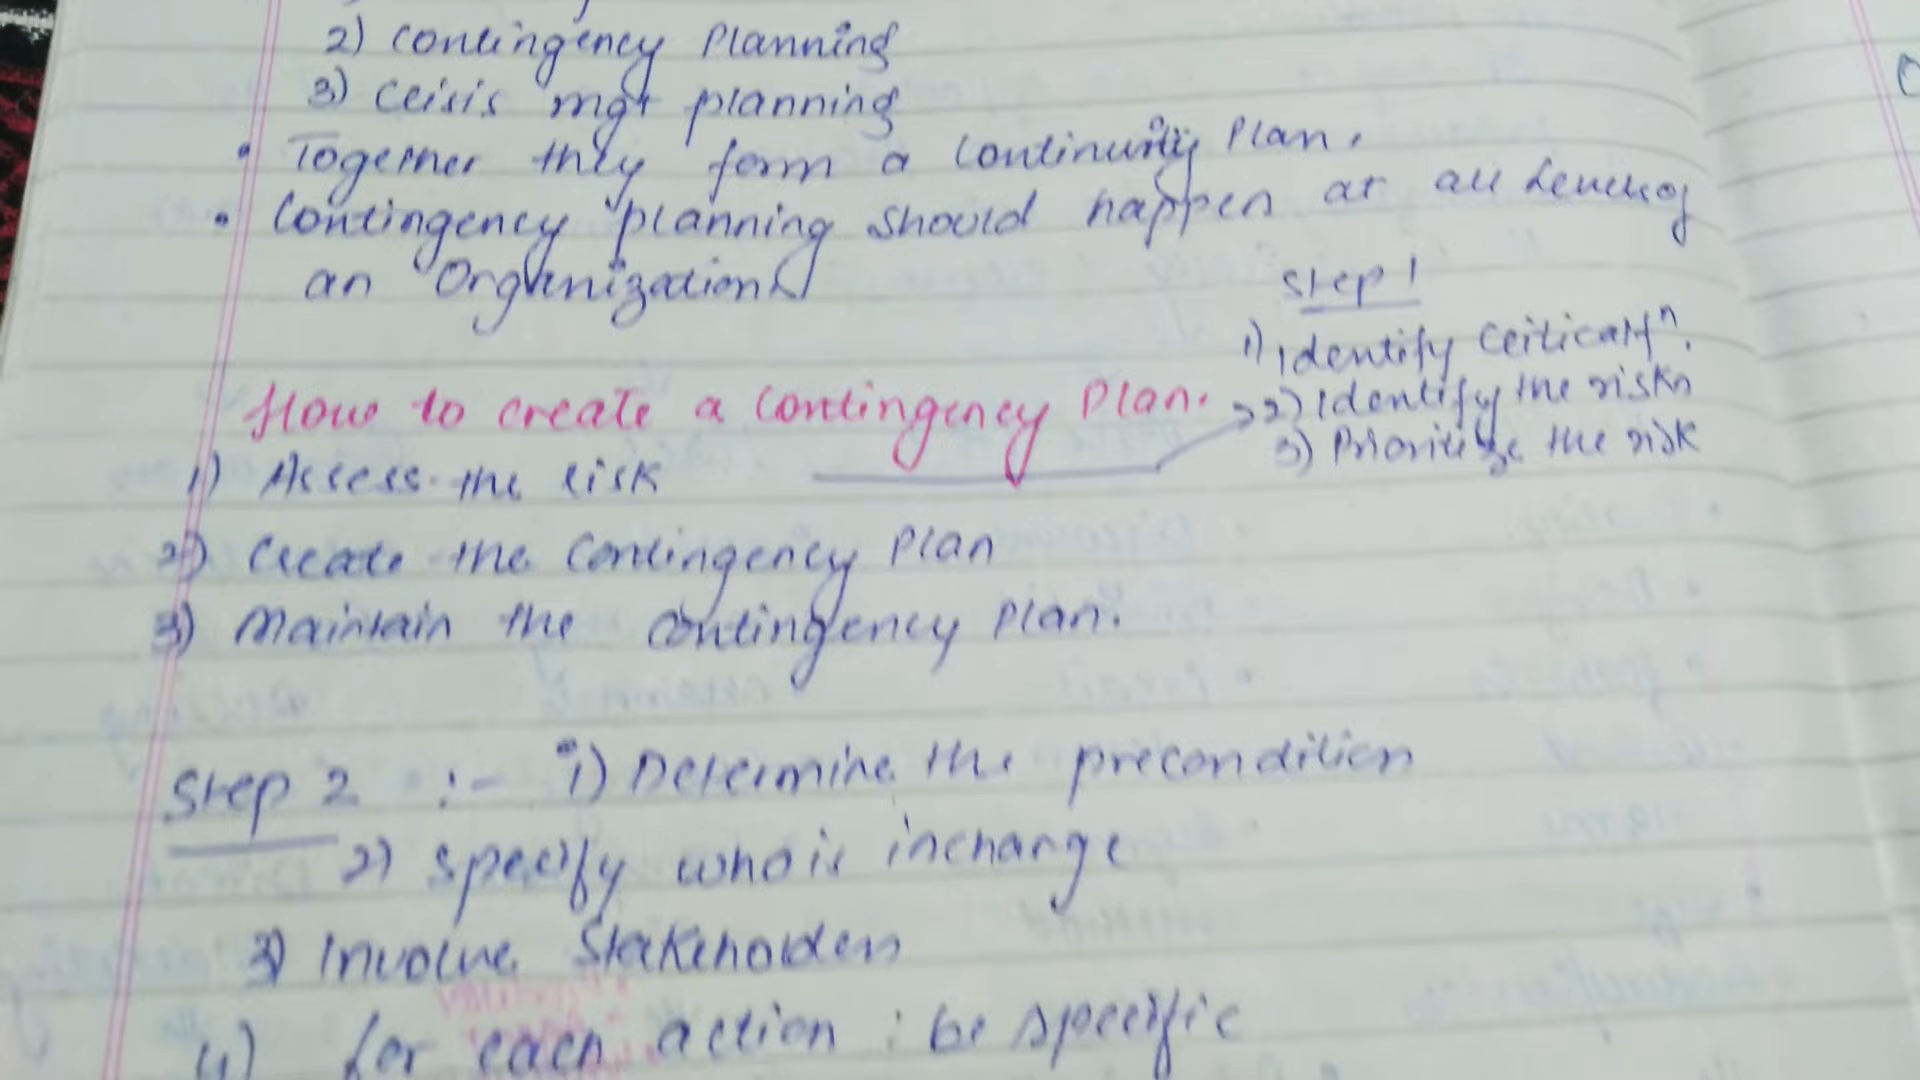 2) Contingency Planning
3) Crisis mgt planning
• Together they form a Continuity Plan.
• Contingency planning should happen at all Levels of
an Organization
Step 1
1) Identify Critical fⁿ.
How to create a Contingency Plan.
2) Identify the risks
3) Prioritize the risk
1) Access the risk
2) Create the Contingency Plan
3) Maintain the Contingency Plan.
Step 2 :- 1) Determine the precondition
2) Specify who is incharge
3) Involve Stakeholders
4) for each action : be specific